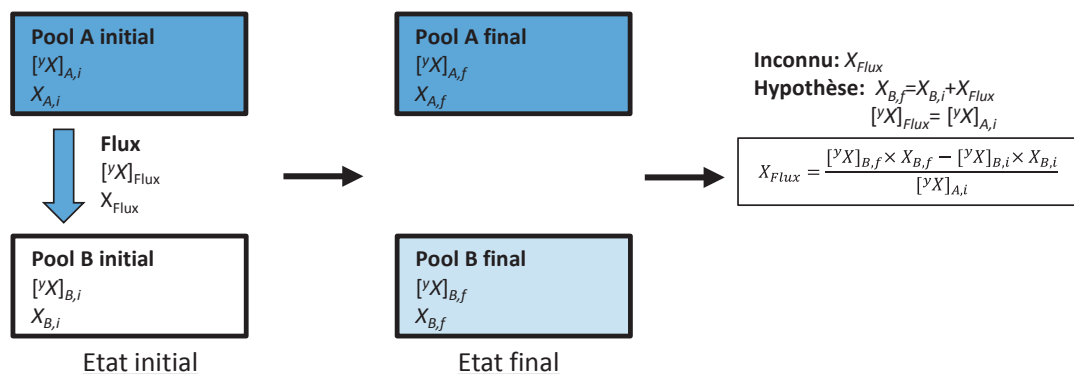 Pool A initial
[ʸX]A,i
XA,i
Flux
[ʸX]Flux
XFlux
Pool B initial
[ʸX]B,i
XB,i
Etat initial
Pool A final
[ʸX]A,f
XA,f
Pool B final
[ʸX]B,f
XB,f
Etat final
Inconnu: XFlux
Hypothèse: XB,f=XB,i+XFlux
[ʸX]Flux= [ʸX]A,i
XFlux = [ʸX]B,f × XB,f − [ʸX]B,i × XB,i
[ʸX]A,i